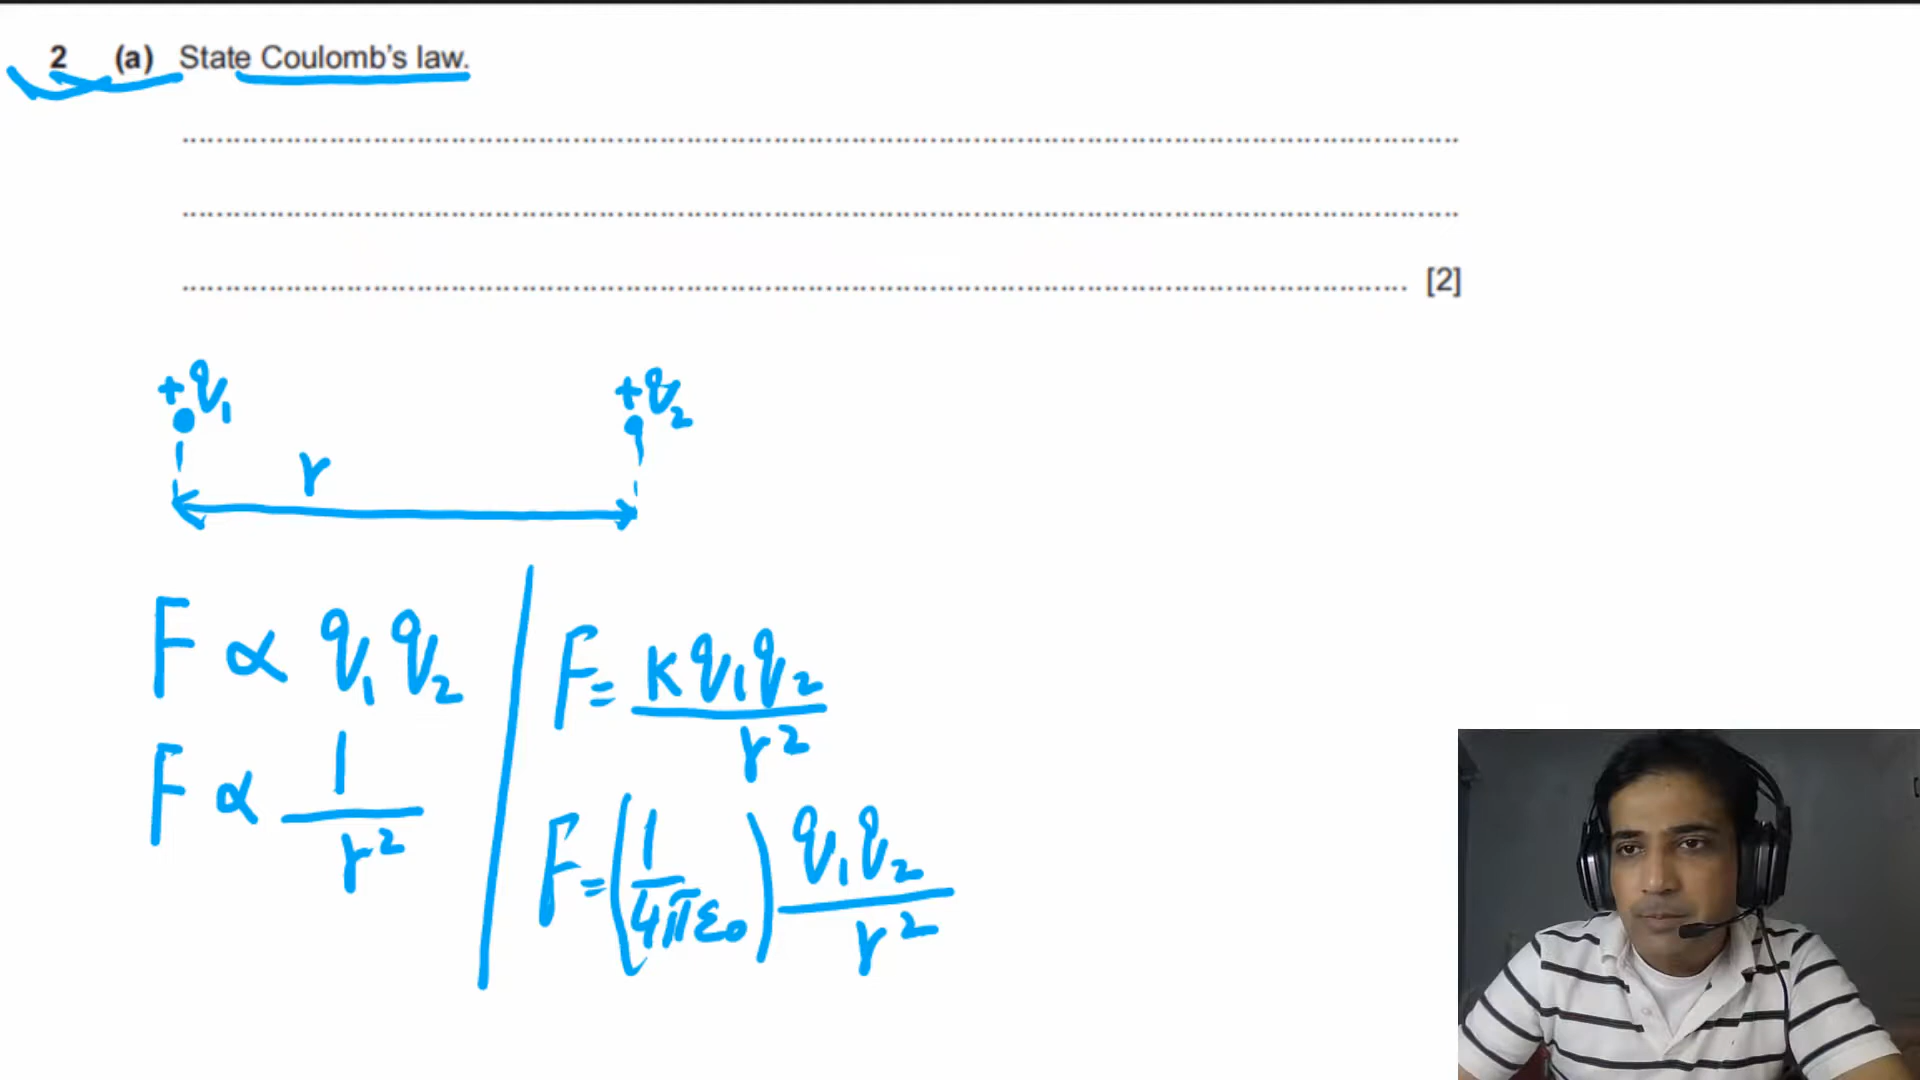 2 (a) State Coulomb's law.
[2]
+q₁ +q₂
r
F ∝ q₁q₂
F ∝ 1/r²
F = Kq₁q₂/r²
F = (1/4πε₀) q₁q₂/r²